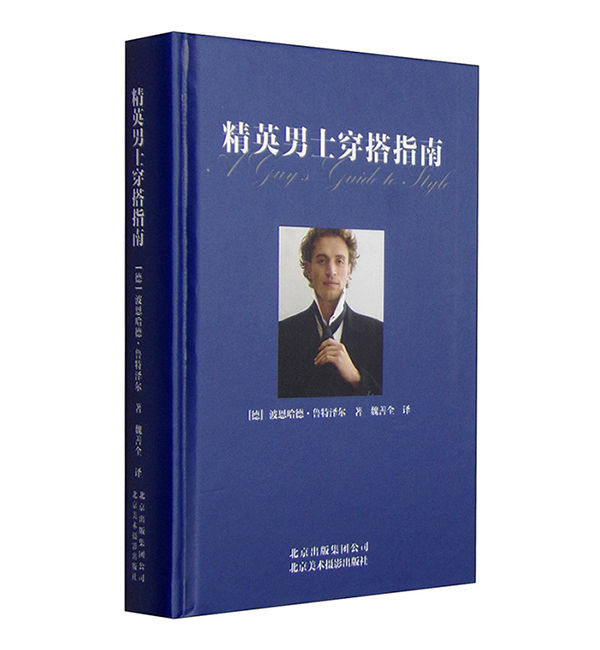 精英男士穿搭指南
A Guy's Guide to Style
[德] 波恩哈德·鲁特泽尔 著 魏善全 译
北京出版集团公司
北京美术摄影出版社
精英男士穿搭指南
[德] 波恩哈德·鲁特泽尔 著 魏善全 译
北京出版集团公司
北京美术摄影出版社